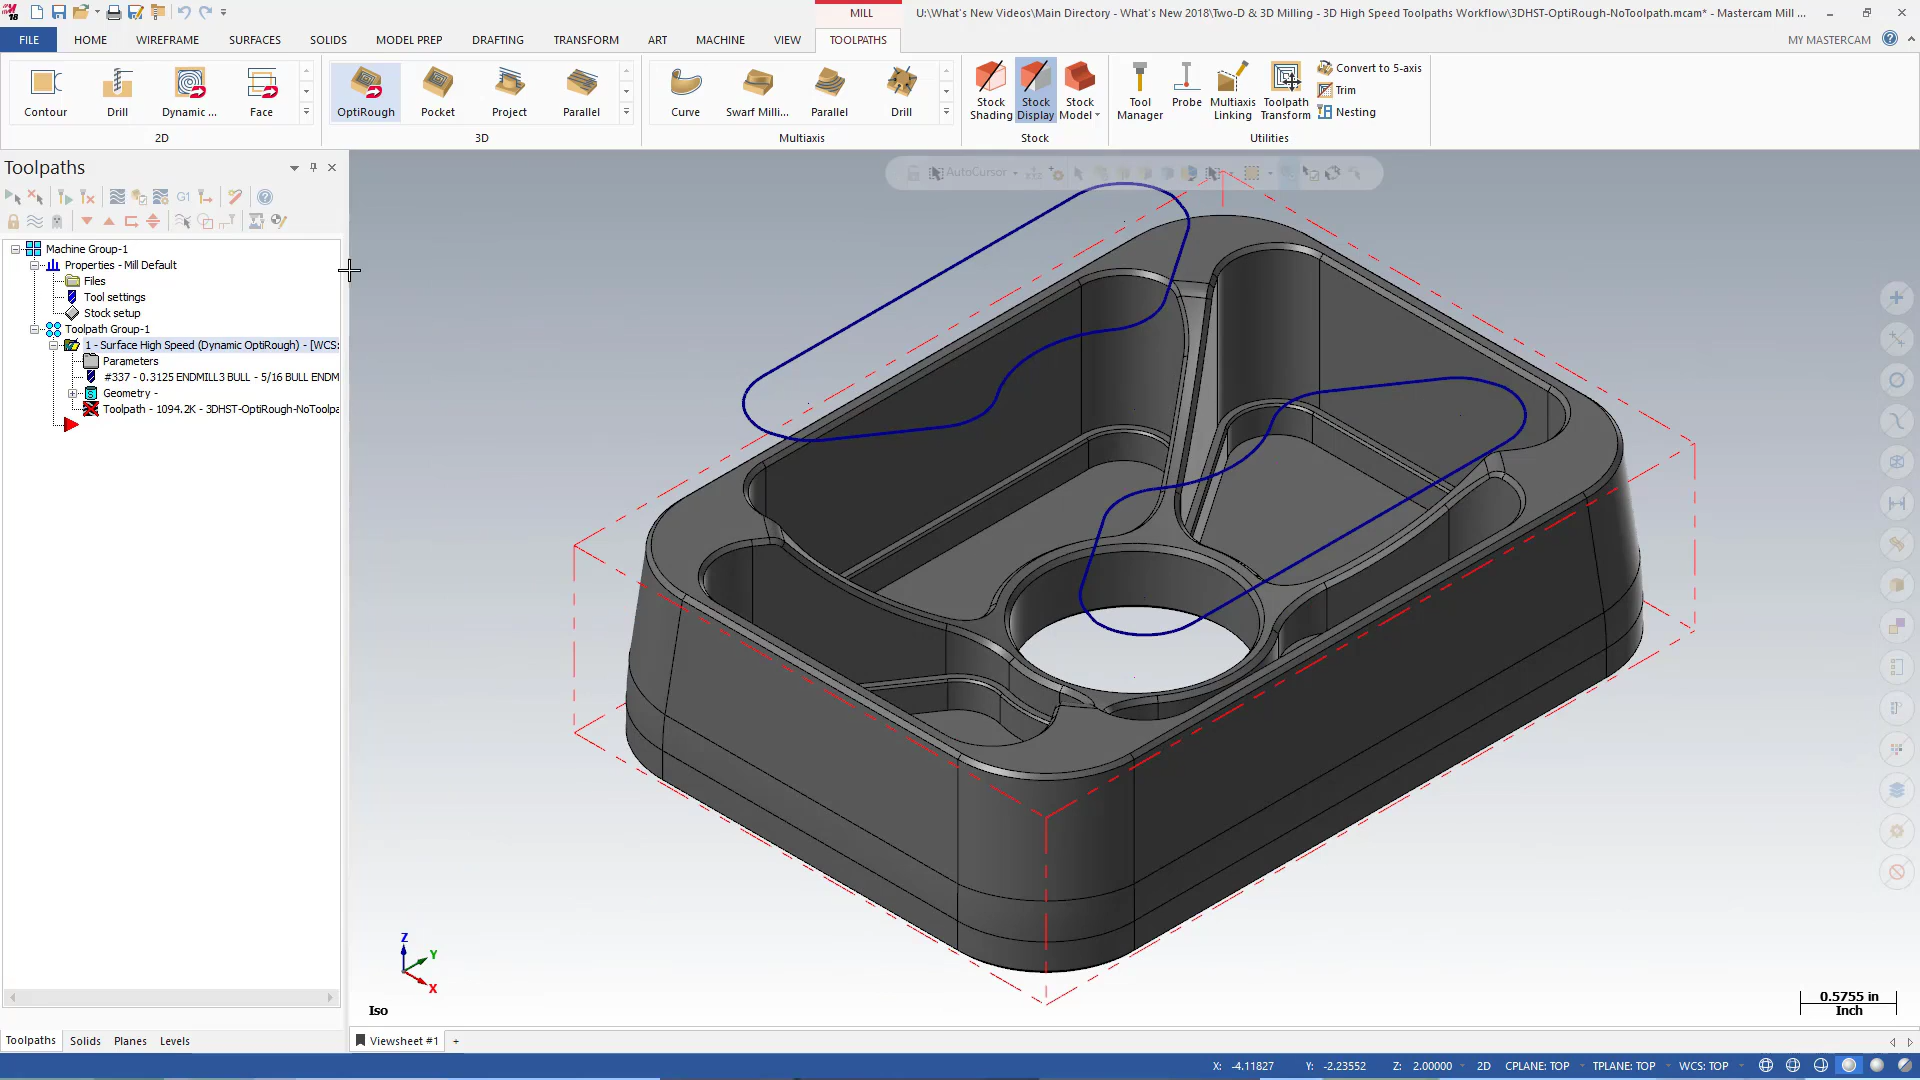 18
MILL
U:\What's New Videos\Main Directory - What's New 2018\Two-D & 3D Milling - 3D High Speed Toolpaths Workflow\3DHST-OptiRough-NoToolpath.mcam* - Mastercam Mill ...
FILE HOME WIREFRAME SURFACES SOLIDS MODEL PREP DRAFTING TRANSFORM ART MACHINE VIEW TOOLPATHS MY MASTERCAM
Contour Drill Dynamic ... Face
2D
OptiRough Pocket Project Parallel
3D
Curve Swarf Milli... Parallel Drill
Multiaxis
Stock Shading
Stock Display
Stock Model
Stock
Tool Manager
Probe
Multiaxis Linking
Toolpath Transform
Convert to 5-axis
Trim
Nesting
Utilities
Toolpaths
G1
AutoCursor
Machine Group-1
Properties - Mill Default
Files
Tool settings
Stock setup
Toolpath Group-1
1 - Surface High Speed (Dynamic OptiRough) - [WCS:
Parameters
#337 - 0.3125 ENDMILL3 BULL - 5/16 BULL ENDM
Geometry -
Toolpath - 1094.2K - 3DHST-OptiRough-NoToolpa
Z
Y
X
Iso
0.5755 in
Inch
Toolpaths Solids Planes Levels
Viewsheet #1 +
X: -4.11827 Y: -2.23552 Z: 2.00000 2D CPLANE: TOP TPLANE: TOP WCS: TOP